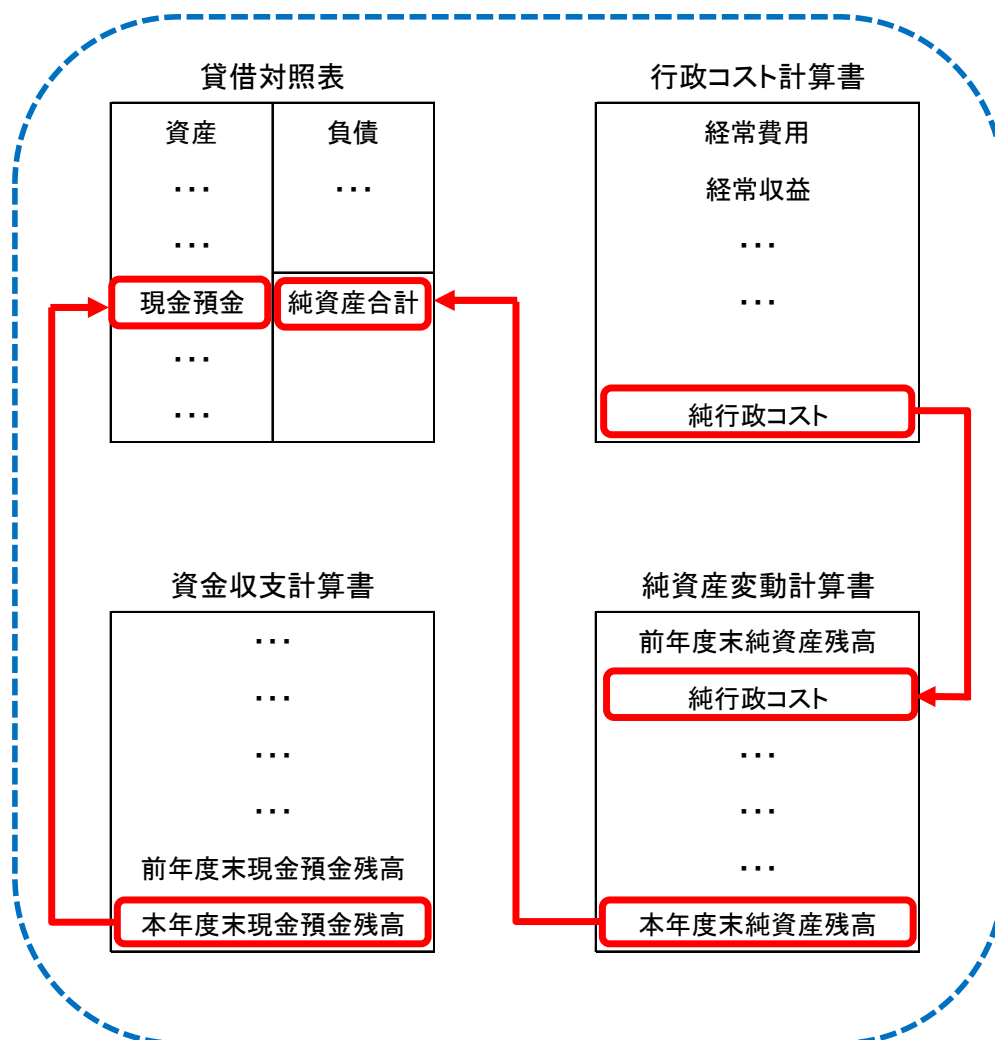 貸借対照表
資産
負債
・・・
・・・
・・・
現金預金
純資産合計
・・・
・・・
行政コスト計算書
経常費用
経常収益
・・・
・・・
純行政コスト
資金収支計算書
・・・
・・・
・・・
・・・
前年度末現金預金残高
本年度末現金預金残高
純資産変動計算書
前年度末純資産残高
純行政コスト
・・・
・・・
・・・
本年度末純資産残高